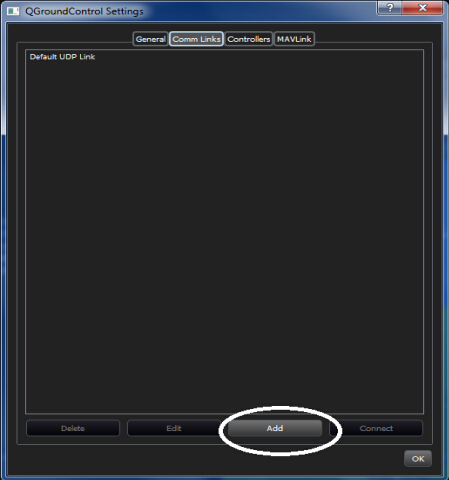 QGroundControl Settings
General Comm Links Controllers MAVLink
Default UDP Link
Delete Edit Add Connect
OK